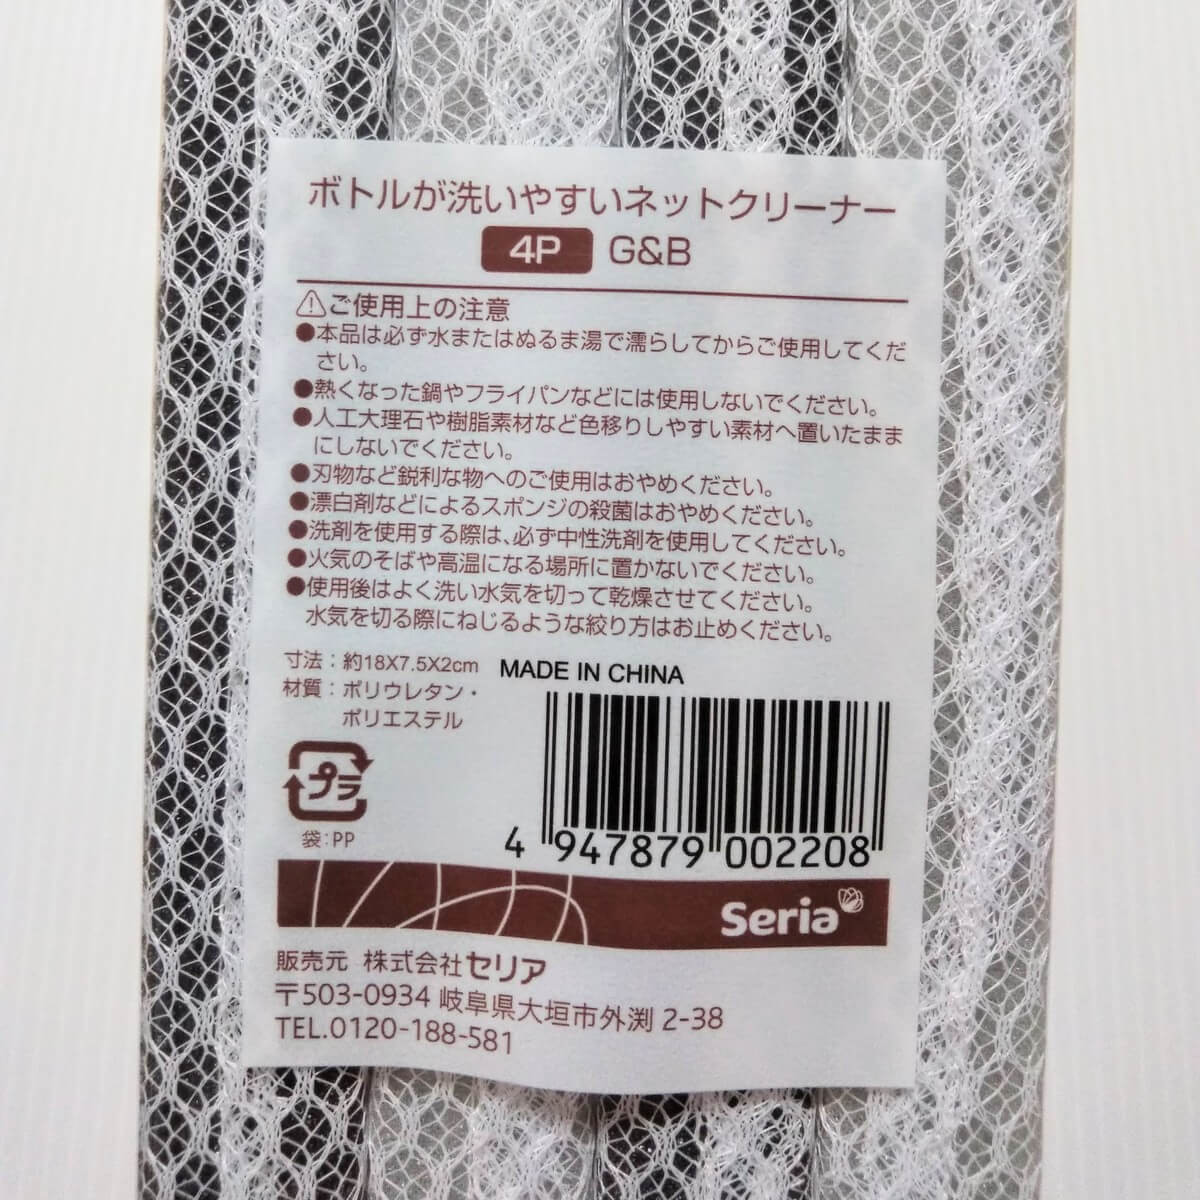 ボトルが洗いやすいネットクリーナー
4P G&B
⚠ご使用上の注意
●本品は必ず水またはぬるま湯で濡らしてからご使用してくだ
さい。
●熱くなった鍋やフライパンなどには使用しないでください。
●人工大理石や樹脂素材など色移りしやすい素材へ置いたまま
にしないでください。
●刃物など鋭利な物へのご使用はおやめください。
●漂白剤などによるスポンジの殺菌はおやめください。
●洗剤を使用する際は、必ず中性洗剤を使用してください。
●火気のそばや高温になる場所に置かないでください。
●使用後はよく洗い水気を切って乾燥させてください。
水気を切る際にねじるような絞り方はお止めください。
寸法：約18X7.5X2cm MADE IN CHINA
材質：ポリウレタン・
ポリエステル
プラ
袋：PP
4 947879 002208
Seria
販売元 株式会社セリア
〒503-0934 岐阜県大垣市外渕 2-38
TEL.0120-188-581